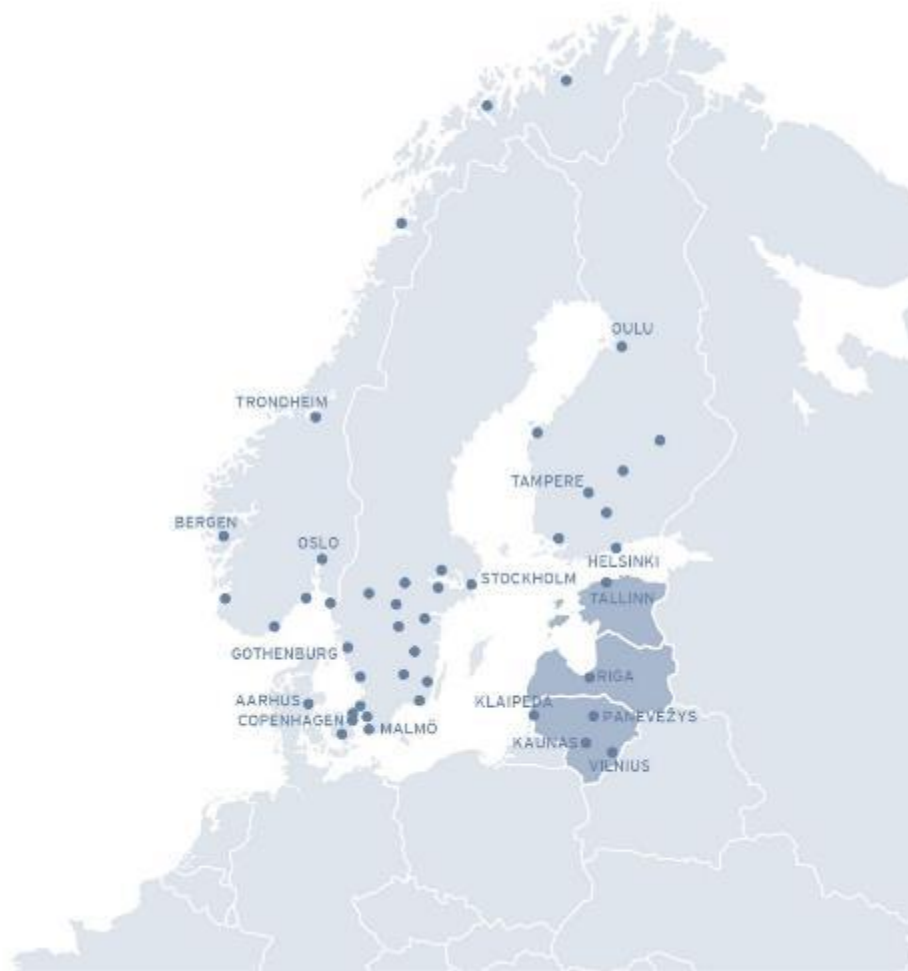 OULU
TRONDHEIM
TAMPERE
BERGEN
OSLO
HELSINKI
STOCKHOLM
TALLINN
GOTHENBURG
RIGA
AARHUS
KLAIPEDA
COPENHAGEN
PANEVĖŽYS
MALMÖ
KAUNAS
VILNIUS